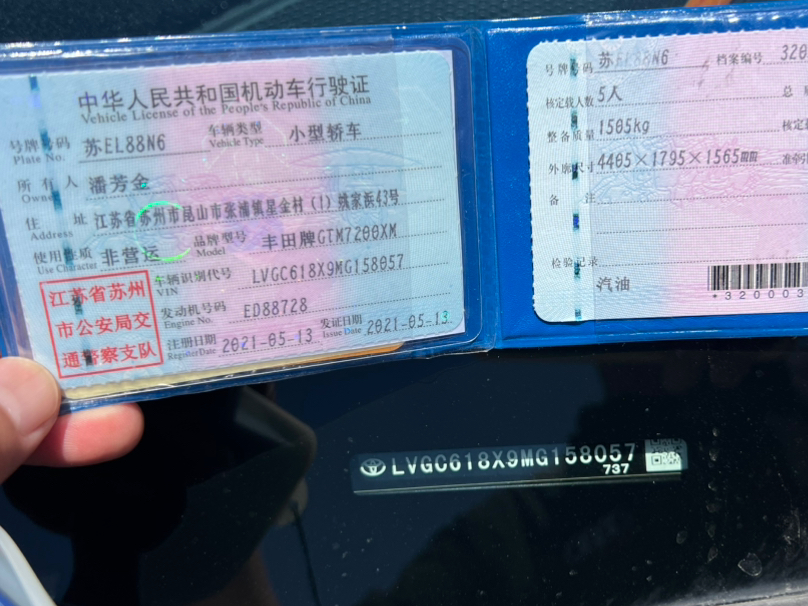 中华人民共和国机动车行驶证
Vehicle License of the People's Republic of China
号牌号码 苏EL88N6 车辆类型 小型轿车
Plate No. Vehicle Type
所有人 潘芳金
Owner
住址 江苏省苏州市昆山市张浦镇星金村(1)姚家浜43号
Address
使用性质 非营运 品牌型号 丰田牌GTM7200XM
Use Character Model
江苏省苏州
市公安局交
通警察支队
车辆识别代号 LVGC618X9MG158057
VIN
发动机号码 ED88728
Engine No.
注册日期 2021-05-13 发证日期 2021-05-13
Register Date Issue Date
号牌号码 苏EL88N6 档案编号 320
核定载人数 5人 总
整备质量 1505kg 核定
外廓尺寸 4405×1795×1565mm 准牵引
备注
检验记录
汽油
*3200003
LVGC618X9MG158057
737